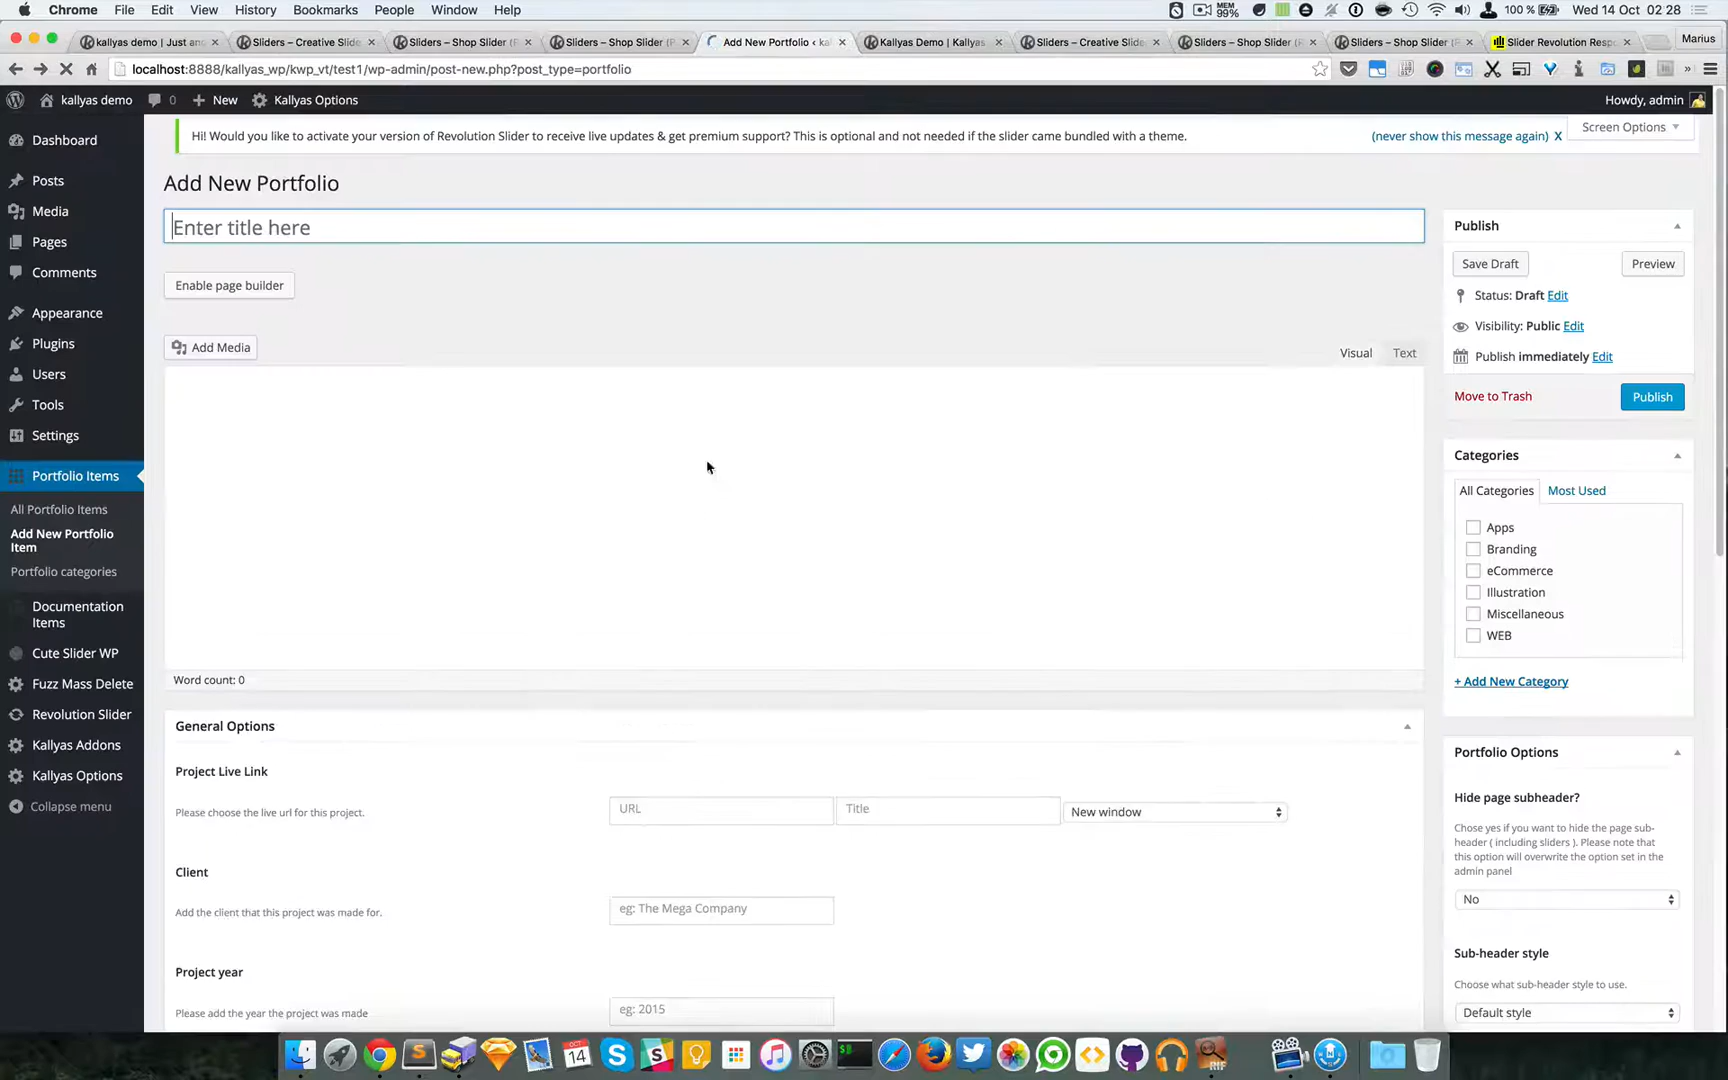 Chrome File Edit View History Bookmarks People Window Help MEM 99% 100 % Wed 14 Oct 02:28
kallyas demo | Just an Sliders – Creative Slide Sliders – Shop Slider (P Sliders – Shop Slider (P Add New Portfolio ‹ ka Kallyas Demo | Kallyas Sliders – Creative Slide Sliders – Shop Slider (P Sliders – Shop Slider (P Slider Revolution Resp Marius
localhost:8888/kallyas_wp/kwp_vt/test1/wp-admin/post-new.php?post_type=portfolio
kallyas demo 0 New Kallyas Options Howdy, admin
Hi! Would you like to activate your version of Revolution Slider to receive live updates & get premium support? This is optional and not needed if the slider came bundled with a theme. (never show this message again) X
Screen Options
Dashboard
Posts
Media
Pages
Comments
Appearance
Plugins
Users
Tools
Settings
Portfolio Items
All Portfolio Items
Add New Portfolio
Item
Portfolio categories
Documentation
Items
Cute Slider WP
Fuzz Mass Delete
Revolution Slider
Kallyas Addons
Kallyas Options
Collapse menu
Add New Portfolio
Enter title here
Enable page builder
Add Media
Visual Text
Word count: 0
General Options
Project Live Link
Please choose the live url for this project.
URL Title New window
Client
Add the client that this project was made for.
eg: The Mega Company
Project year
Please add the year the project was made
eg: 2015
Publish
Save Draft Preview
Status: Draft Edit
Visibility: Public Edit
Publish immediately Edit
Move to Trash Publish
Categories
All Categories Most Used
Apps
Branding
eCommerce
Illustration
Miscellaneous
WEB
+ Add New Category
Portfolio Options
Hide page subheader?
Chose yes if you want to hide the page sub-
header ( including sliders ). Please note that
this option will overwrite the option set in the
admin panel
No
Sub-header style
Choose what sub-header style to use.
Default style